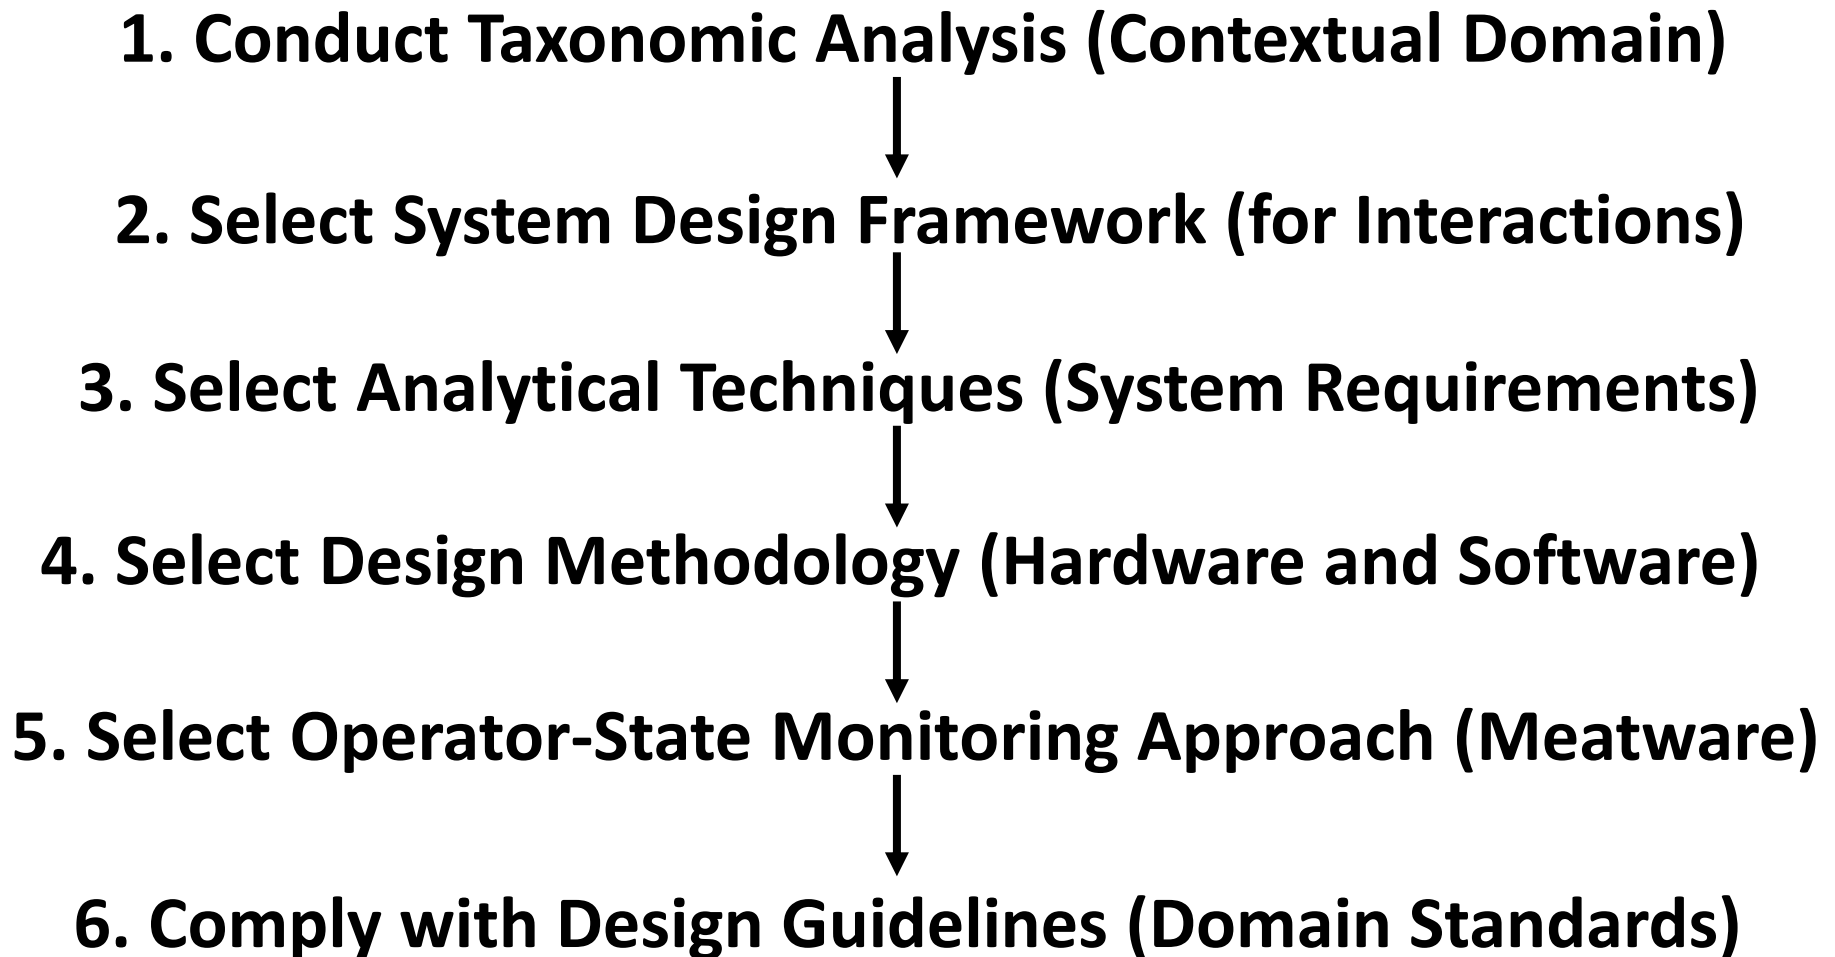 1. Conduct Taxonomic Analysis (Contextual Domain)
2. Select System Design Framework (for Interactions)
3. Select Analytical Techniques (System Requirements)
4. Select Design Methodology (Hardware and Software)
5. Select Operator-State Monitoring Approach (Meatware)
6. Comply with Design Guidelines (Domain Standards)